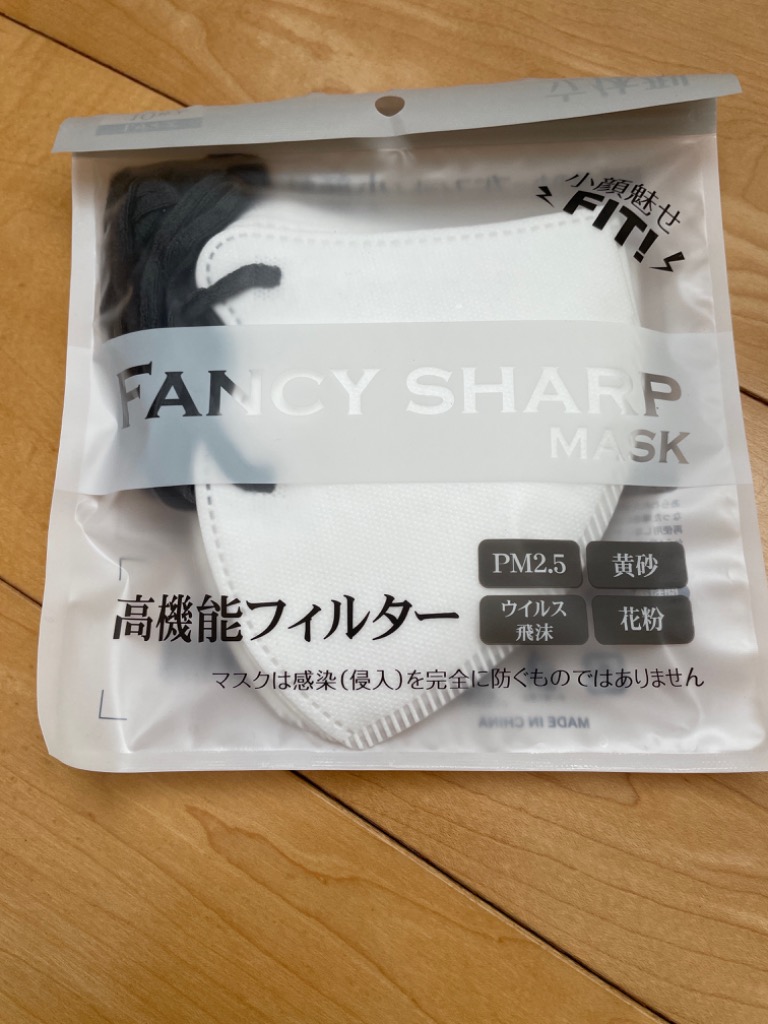 小顔魅せ
FIT!
FANCY SHARP
MASK
PM2.5
黄砂
高機能フィルター
ウイルス
飛沫
花粉
マスクは感染(侵入)を完全に防ぐものではありません
MADE IN CHINA